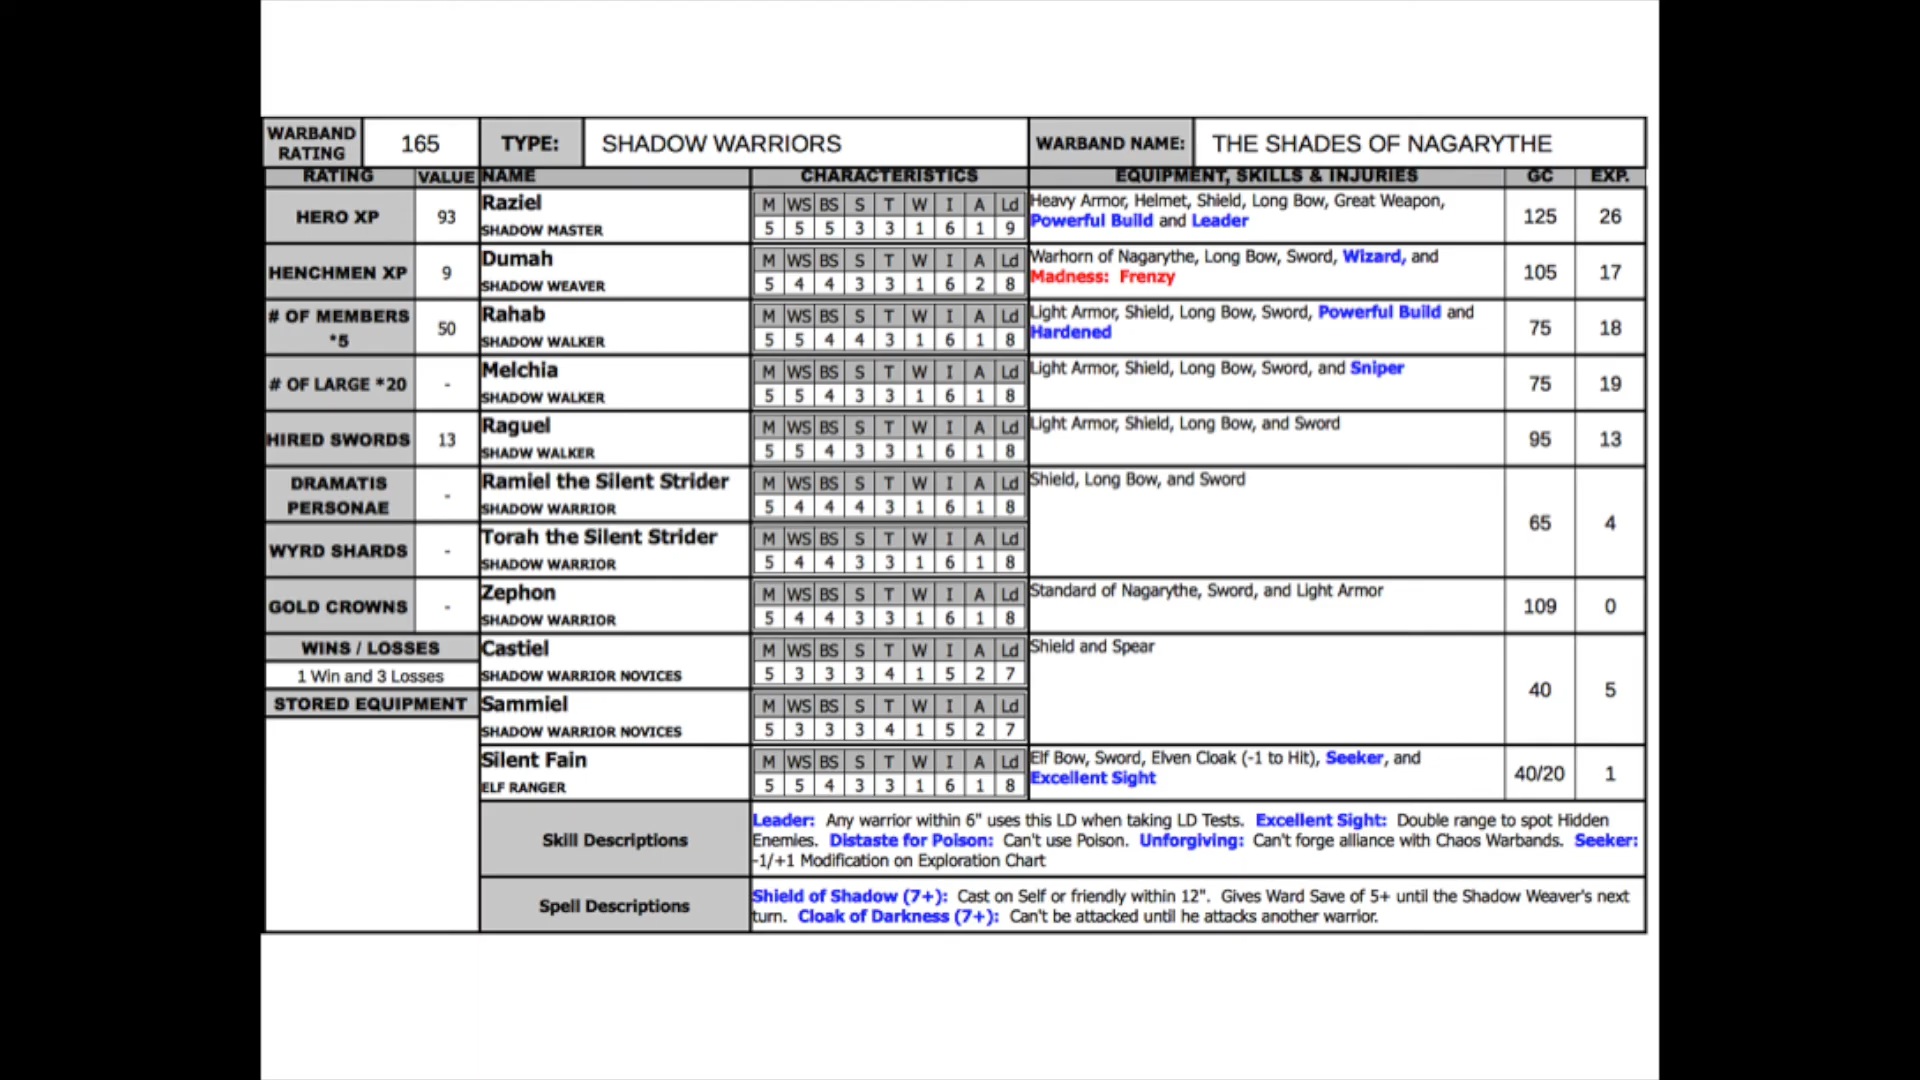 WARBAND RATING 165 TYPE: SHADOW WARRIORS WARBAND NAME: THE SHADES OF NAGARYTHE
RATING VALUE NAME CHARACTERISTICS EQUIPMENT, SKILLS & INJURIES GC EXP.
HERO XP 93
Raziel
SHADOW MASTER
M WS BS S T W I A Ld
5 5 5 3 3 1 6 1 9
Heavy Armor, Helmet, Shield, Long Bow, Great Weapon,
Powerful Build and Leader
125 26
HENCHMEN XP 9
Dumah
SHADOW WEAVER
M WS BS S T W I A Ld
5 4 4 3 3 1 6 2 8
Warhorn of Nagarythe, Long Bow, Sword, Wizard, and
Madness: Frenzy
105 17
# OF MEMBERS
*5
50
Rahab
SHADOW WALKER
M WS BS S T W I A Ld
5 5 4 4 3 1 6 1 8
Light Armor, Shield, Long Bow, Sword, Powerful Build and
Hardened
75 18
# OF LARGE *20 -
Melchia
SHADOW WALKER
M WS BS S T W I A Ld
5 5 4 3 3 1 6 1 8
Light Armor, Shield, Long Bow, Sword, and Sniper
75 19
HIRED SWORDS 13
Raguel
SHADW WALKER
M WS BS S T W I A Ld
5 5 4 3 3 1 6 1 8
Light Armor, Shield, Long Bow, and Sword
95 13
DRAMATIS
PERSONAE
-
Ramiel the Silent Strider
SHADOW WARRIOR
M WS BS S T W I A Ld
5 4 4 4 3 1 6 1 8
Shield, Long Bow, and Sword
65 4
WYRD SHARDS -
Torah the Silent Strider
SHADOW WARRIOR
M WS BS S T W I A Ld
5 4 4 3 3 1 6 1 8
GOLD CROWNS -
Zephon
SHADOW WARRIOR
M WS BS S T W I A Ld
5 4 4 3 3 1 6 1 8
Standard of Nagarythe, Sword, and Light Armor
109 0
WINS / LOSSES
1 Win and 3 Losses
Castiel
SHADOW WARRIOR NOVICES
M WS BS S T W I A Ld
5 3 3 3 4 1 5 2 7
Shield and Spear
40 5
STORED EQUIPMENT
Sammiel
SHADOW WARRIOR NOVICES
M WS BS S T W I A Ld
5 3 3 3 4 1 5 2 7
Silent Fain
ELF RANGER
M WS BS S T W I A Ld
5 5 4 3 3 1 6 1 8
Elf Bow, Sword, Elven Cloak (-1 to Hit), Seeker, and
Excellent Sight
40/20 1
Skill Descriptions
Leader: Any warrior within 6" uses this LD when taking LD Tests. Excellent Sight: Double range to spot Hidden
Enemies. Distaste for Poison: Can't use Poison. Unforgiving: Can't forge alliance with Chaos Warbands. Seeker:
-1/+1 Modification on Exploration Chart
Spell Descriptions
Shield of Shadow (7+): Cast on Self or friendly within 12". Gives Ward Save of 5+ until the Shadow Weaver's next
turn. Cloak of Darkness (7+): Can't be attacked until he attacks another warrior.